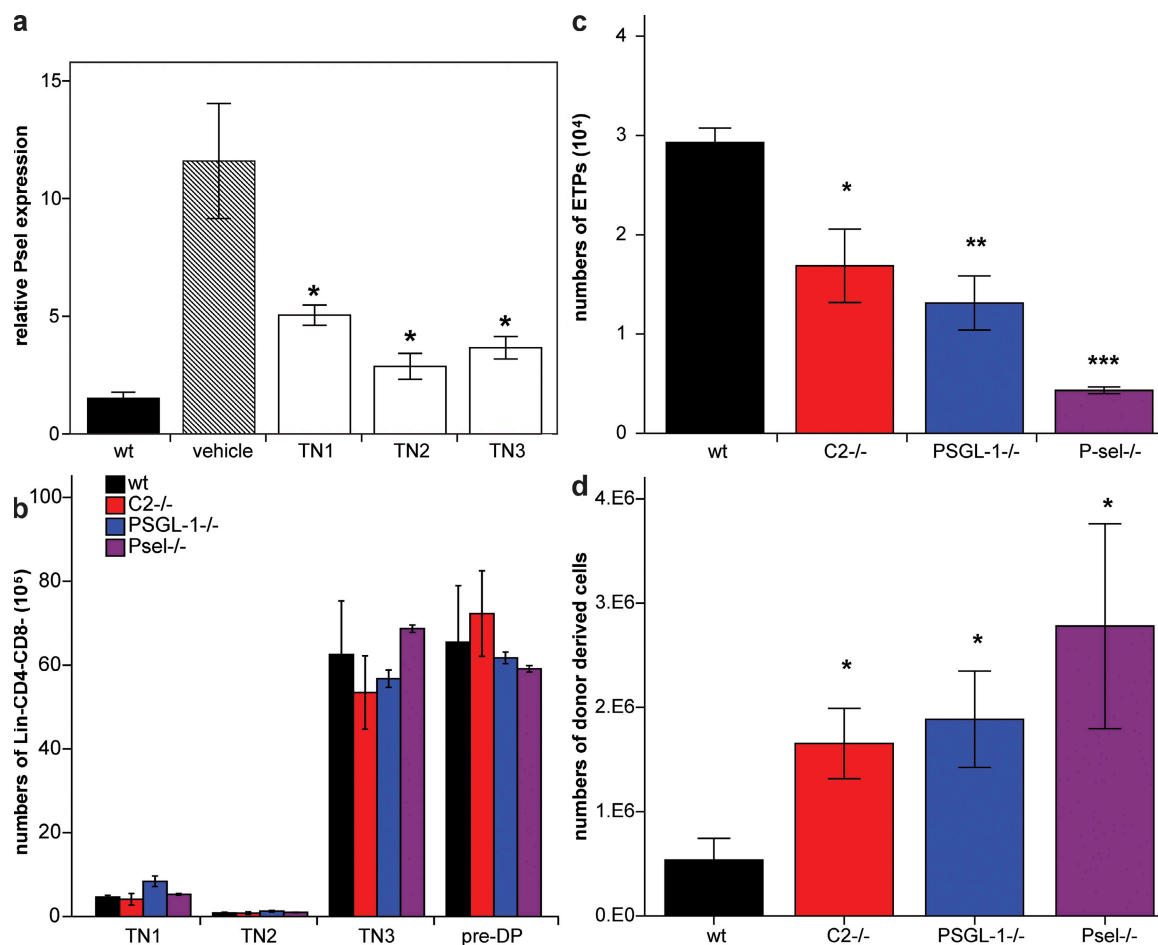 a
relative Psel expression
15
10
5
0
*
*
*
wt
vehicle
TN1
TN2
TN3
b
numbers of Lin-CD4-CD8- (10⁵)
wt
C2-/-
PSGL-1-/-
Psel-/-
100
80
60
40
20
0
TN1
TN2
TN3
pre-DP
c
numbers of ETPs (10⁴)
4
3
2
1
0
*
**
***
wt
C2-/-
PSGL-1-/-
P-sel-/-
d
numbers of donor derived cells
4.E6
3.E6
2.E6
1.E6
0.E0
*
*
*
wt
C2-/-
PSGL-1-/-
Psel-/-